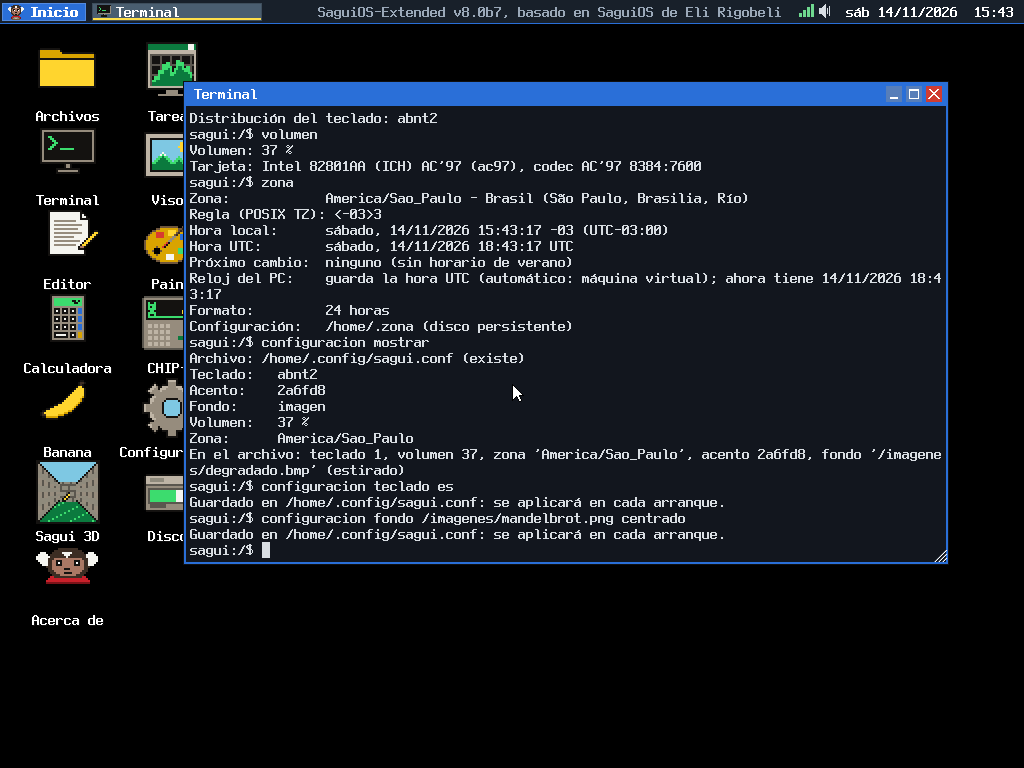 Inicio
Terminal
SaguiOS-Extended v8.0b7, basado en SaguiOS de Eli Rigobeli
sáb 14/11/2026 15:43
Archivos
Terminal
Editor
Calculadora
Banana
Sagui 3D
Acerca de
Tarea
Viso
Pain
CHIP-
Configur
Disco
Terminal
Distribución del teclado: abnt2
sagui:/$ volumen
Volumen: 37 %
Tarjeta: Intel 82801AA (ICH) AC'97 (ac97), codec AC'97 8384:7600
sagui:/$ zona
Zona: America/Sao_Paulo - Brasil (São Paulo, Brasilia, Río)
Regla (POSIX TZ): <-03>3
Hora local: sábado, 14/11/2026 15:43:17 -03 (UTC-03:00)
Hora UTC: sábado, 14/11/2026 18:43:17 UTC
Próximo cambio: ninguno (sin horario de verano)
Reloj del PC: guarda la hora UTC (automático: máquina virtual); ahora tiene 14/11/2026 18:4
3:17
Formato: 24 horas
Configuración: /home/.zona (disco persistente)
sagui:/$ configuracion mostrar
Archivo: /home/.config/sagui.conf (existe)
Teclado: abnt2
Acento: 2a6fd8
Fondo: imagen
Volumen: 37 %
Zona: America/Sao_Paulo
En el archivo: teclado 1, volumen 37, zona 'America/Sao_Paulo', acento 2a6fd8, fondo '/imagene
s/degradado.bmp' (estirado)
sagui:/$ configuracion teclado es
Guardado en /home/.config/sagui.conf: se aplicará en cada arranque.
sagui:/$ configuracion fondo /imagenes/mandelbrot.png centrado
Guardado en /home/.config/sagui.conf: se aplicará en cada arranque.
sagui:/$